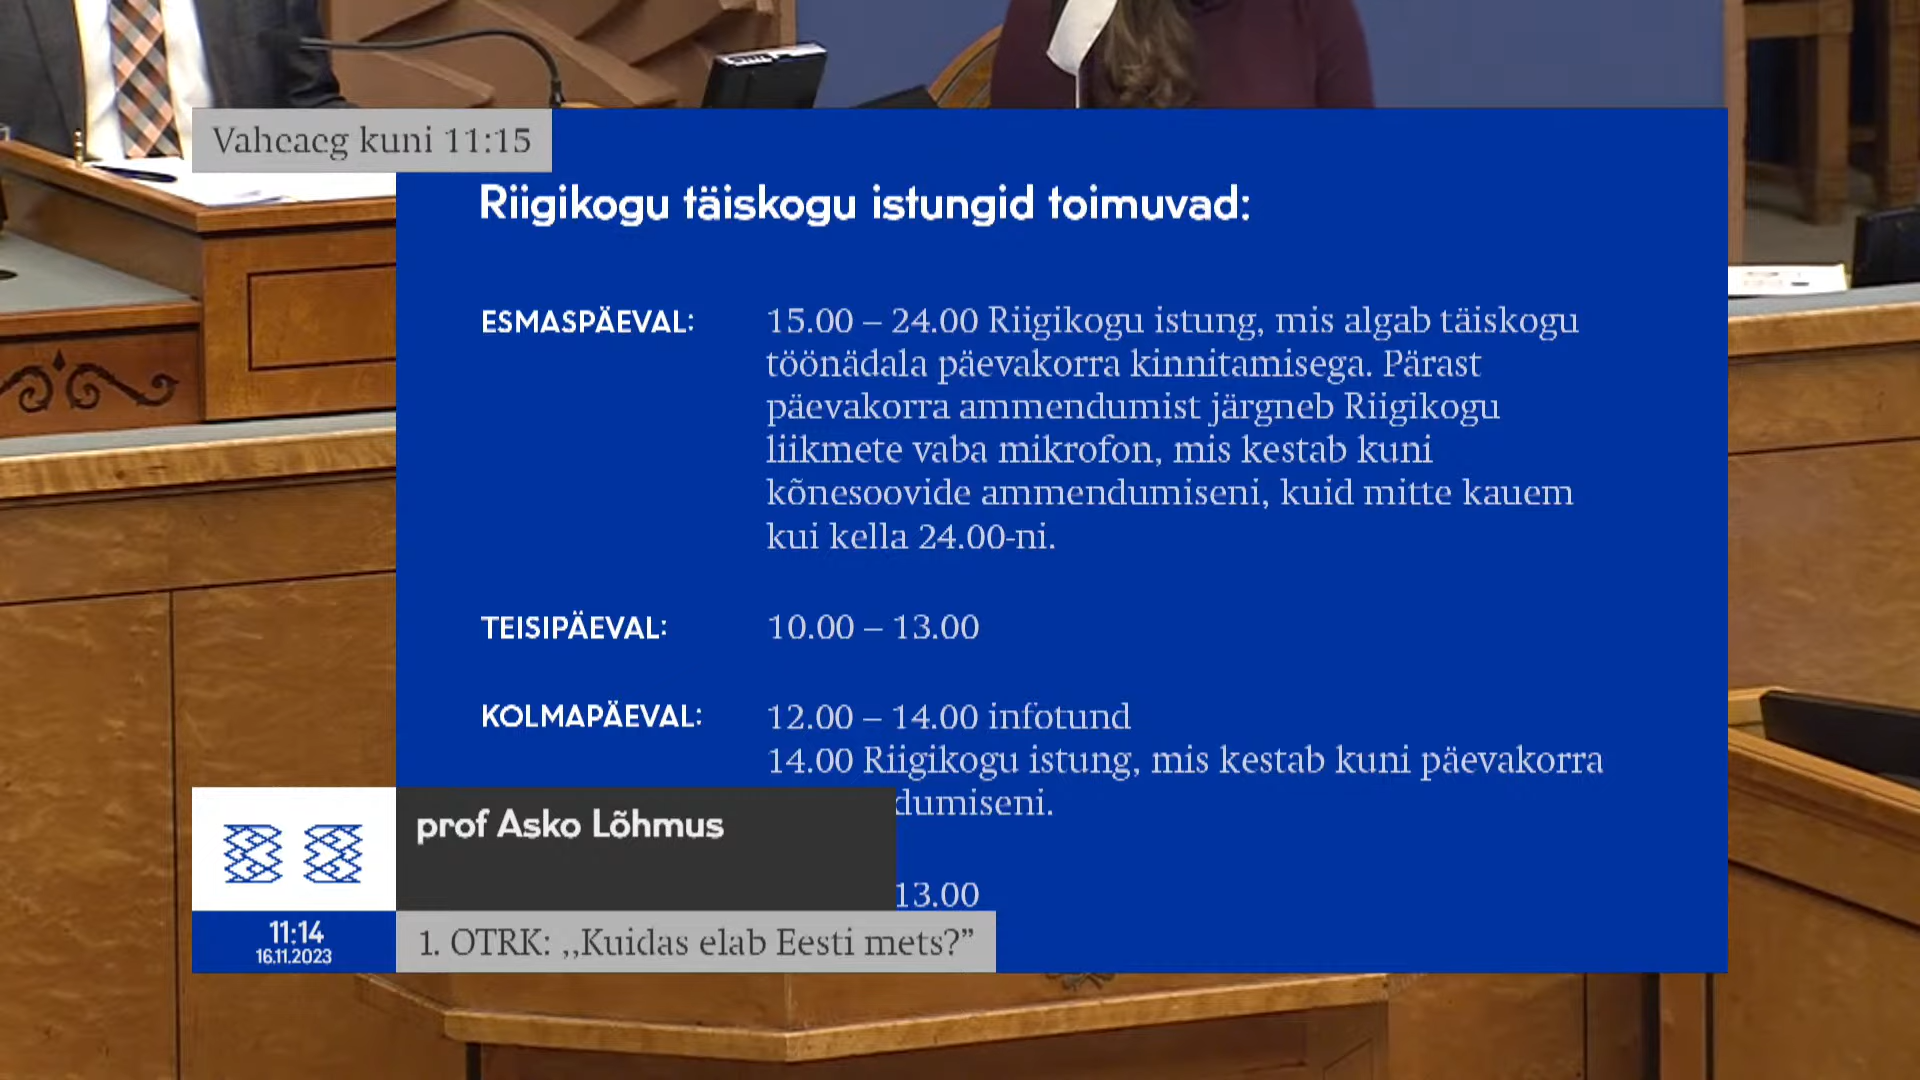 Vaheaeg kuni 11:15
Riigikogu täiskogu istungid toimuvad:
ESMASPÄEVAL:
15.00 – 24.00 Riigikogu istung, mis algab täiskogu
töönädala päevakorra kinnitamisega. Pärast
päevakorra ammendumist järgneb Riigikogu
liikmete vaba mikrofon, mis kestab kuni
kõnesoovide ammendumiseni, kuid mitte kauem
kui kella 24.00-ni.
TEISIPÄEVAL:
10.00 – 13.00
KOLMAPÄEVAL:
12.00 – 14.00 infotund
14.00 Riigikogu istung, mis kestab kuni päevakorra
dumiseni.
13.00
prof Asko Lõhmus
11:14
16.11.2023
1. OTRK: ,,Kuidas elab Eesti mets?”